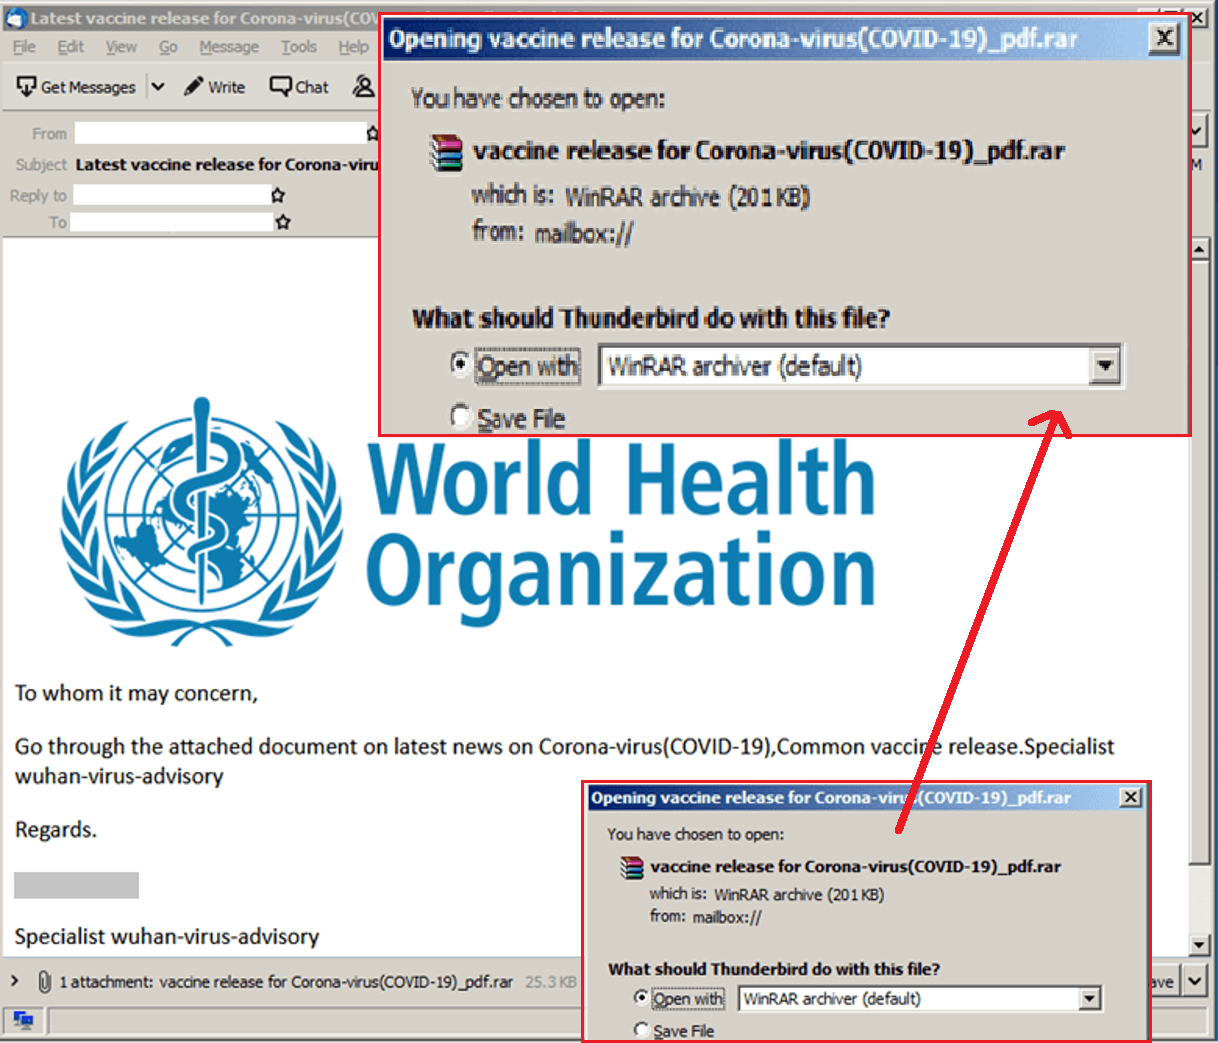 Latest vaccine release for Corona-virus(COV
File Edit View Go Message Tools Help
Get Messages Write Chat
From
Subject Latest vaccine release for Corona-viru
Reply to
To
M
Opening vaccine release for Corona-virus(COVID-19)_pdf.rar
You have chosen to open:
vaccine release for Corona-virus(COVID-19)_pdf.rar
which is: WinRAR archive (201 KB)
from: mailbox://
What should Thunderbird do with this file?
Open with WinRAR archiver (default)
Save File
World Health
Organization
To whom it may concern,
Go through the attached document on latest news on Corona-virus(COVID-19),Common vaccine release.Specialist
wuhan-virus-advisory
Regards.
Specialist wuhan-virus-advisory
Opening vaccine release for Corona-virus(COVID-19)_pdf.rar
You have chosen to open:
vaccine release for Corona-virus(COVID-19)_pdf.rar
which is: WinRAR archive (201 KB)
from: mailbox://
What should Thunderbird do with this file?
Open with WinRAR archiver (default)
Save File
1 attachment: vaccine release for Corona-virus(COVID-19)_pdf.rar 25.3 KB
ave